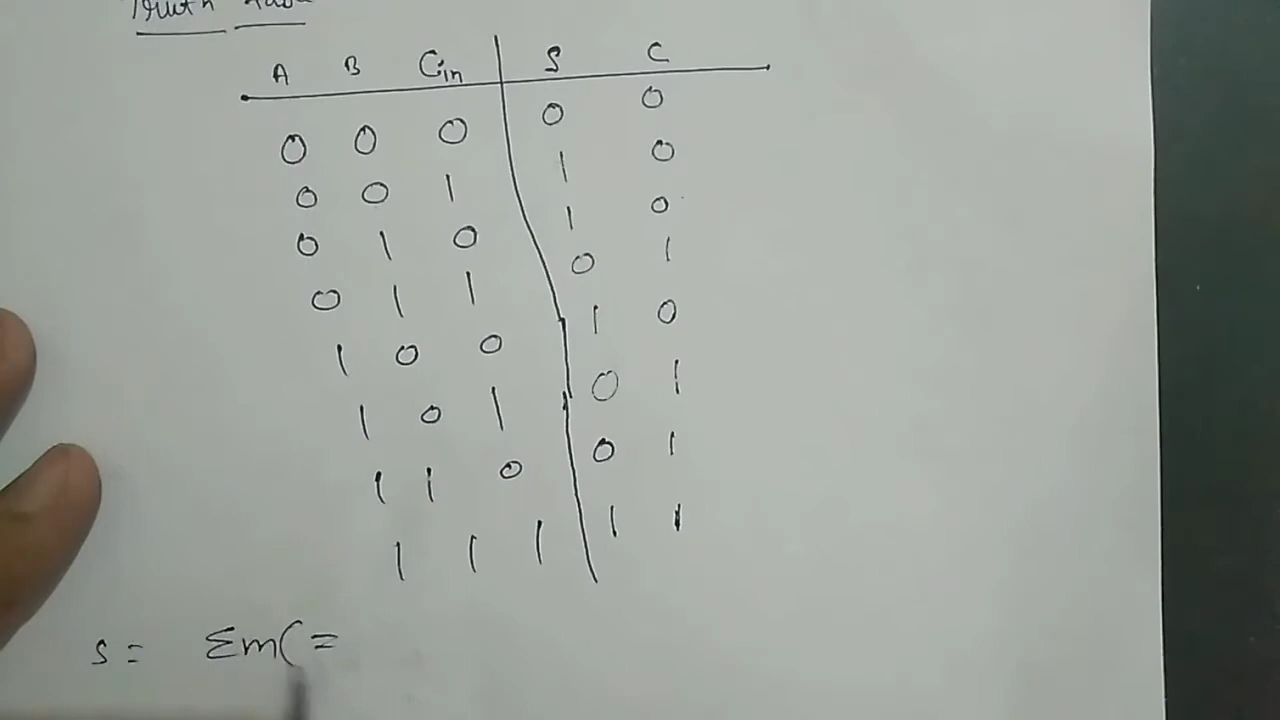 Truth
A B Cin S C
0 0 0 0 0
0 0 1 1 0
0 1 0 1 0
0 1 1 0 1
1 0 0 1 0
1 0 1 0 1
1 1 0 0 1
1 1 1 1 1
S = Σm( =